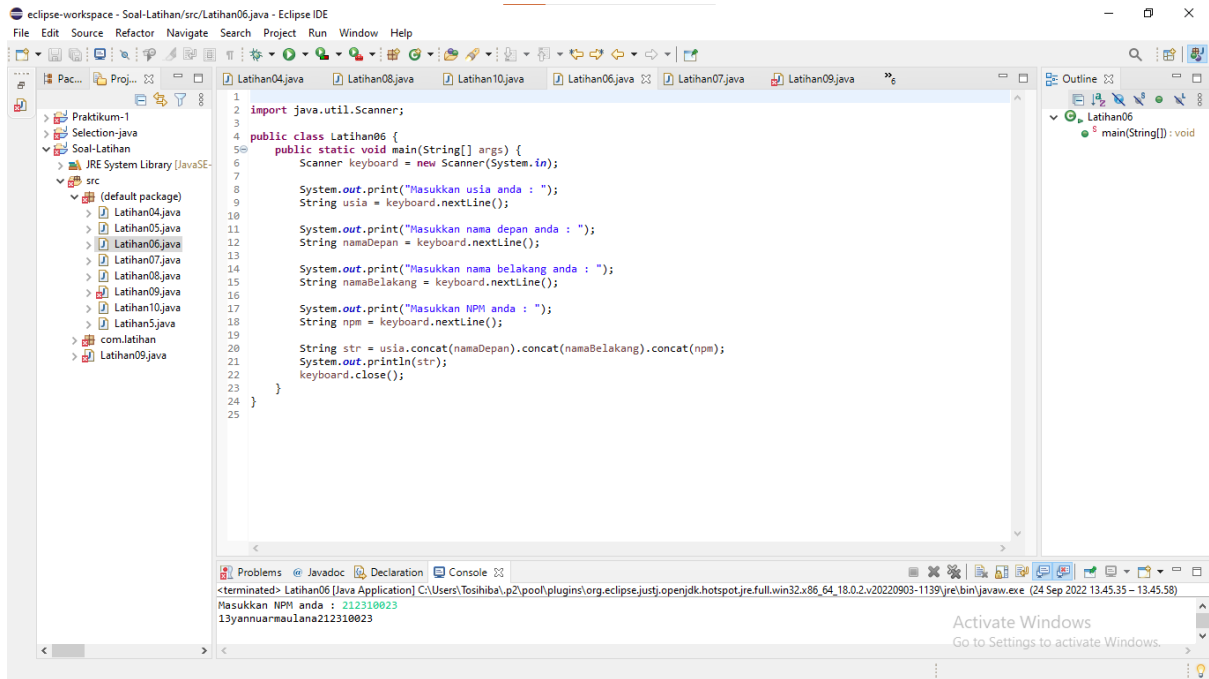 eclipse-workspace - Soal-Latihan/src/Latihan06.java - Eclipse IDE
File Edit Source Refactor Navigate Search Project Run Window Help
Pac... Proj... Latihan04.java Latihan08.java Latihan10.java Latihan06.java Latihan07.java Latihan09.java »6 Outline
Praktikum-1
Selection-java
Soal-Latihan
JRE System Library [JavaSE-
src
(default package)
Latihan04.java
Latihan05.java
Latihan06.java
Latihan07.java
Latihan08.java
Latihan09.java
Latihan10.java
Latihan5.java
com.latihan
Latihan09.java
1
2 import java.util.Scanner;
3
4 public class Latihan06 {
5 public static void main(String[] args) {
6 Scanner keyboard = new Scanner(System.in);
7
8 System.out.print("Masukkan usia anda : ");
9 String usia = keyboard.nextLine();
10
11 System.out.print("Masukkan nama depan anda : ");
12 String namaDepan = keyboard.nextLine();
13
14 System.out.print("Masukkan nama belakang anda : ");
15 String namaBelakang = keyboard.nextLine();
16
17 System.out.print("Masukkan NPM anda : ");
18 String npm = keyboard.nextLine();
19
20 String str = usia.concat(namaDepan).concat(namaBelakang).concat(npm);
21 System.out.println(str);
22 keyboard.close();
23 }
24 }
25
Latihan06
main(String[]) : void
Problems Javadoc Declaration Console
<terminated> Latihan06 [Java Application] C:\Users\Tosihiba\.p2\pool\plugins\org.eclipse.justj.openjdk.hotspot.jre.full.win32.x86_64_18.0.2.v20220903-1139\jre\bin\javaw.exe (24 Sep 2022 13.45.35 – 13.45.58)
Masukkan NPM anda : 212310023
13yannuarmaulana212310023
Activate Windows
Go to Settings to activate Windows.